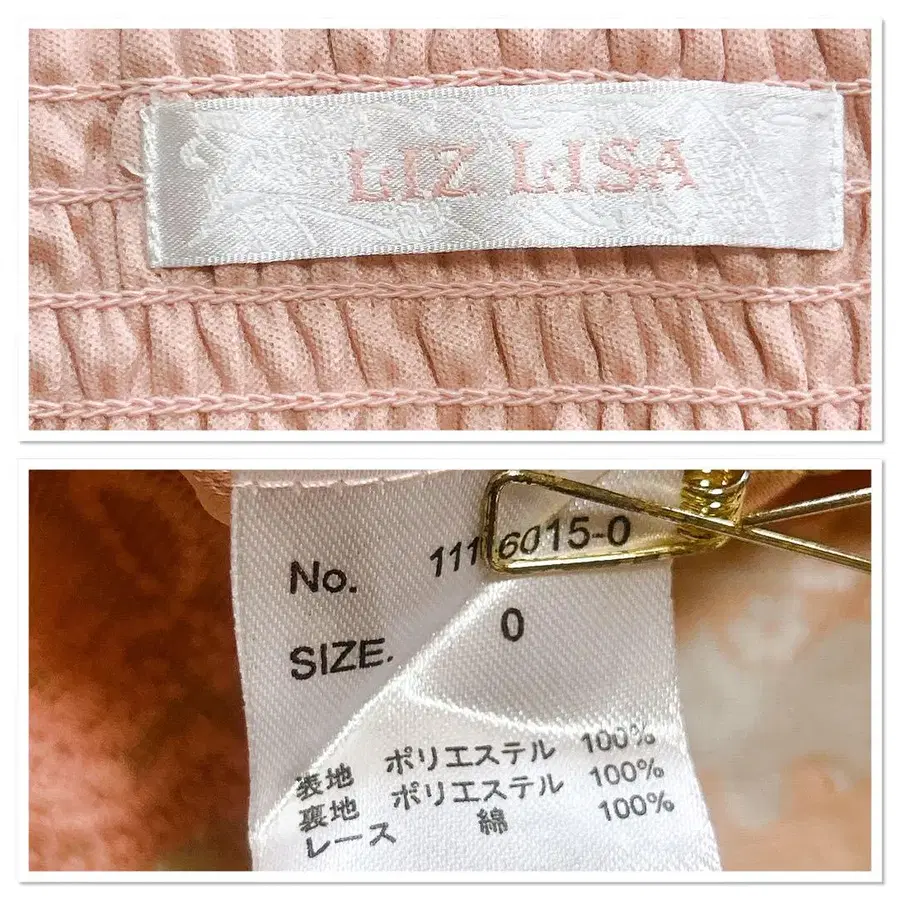 LIZ LISA
No. 1116015-0
SIZE. 0
表地 ポリエステル 100%
裏地 ポリエステル 100%
レース 綿 100%